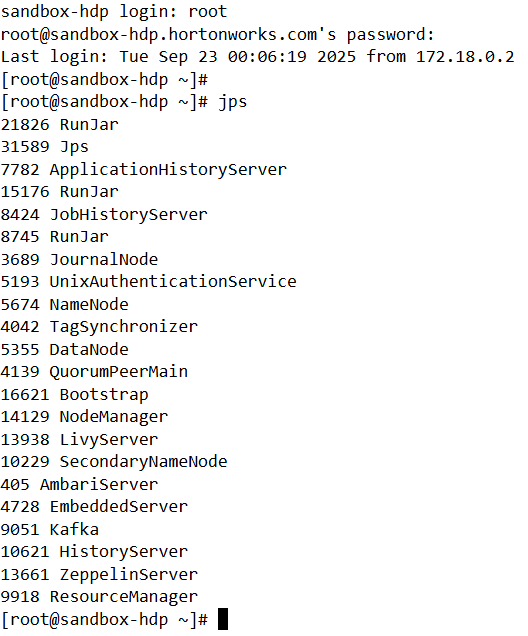 sandbox-hdp login: root
root@sandbox-hdp.hortonworks.com's password:
Last login: Tue Sep 23 00:06:19 2025 from 172.18.0.2
[root@sandbox-hdp ~]#
[root@sandbox-hdp ~]# jps
21826 RunJar
31589 Jps
7782 ApplicationHistoryServer
15176 RunJar
8424 JobHistoryServer
8745 RunJar
3689 JournalNode
5193 UnixAuthenticationService
5674 NameNode
4042 TagSynchronizer
5355 DataNode
4139 QuorumPeerMain
16621 Bootstrap
14129 NodeManager
13938 LivyServer
10229 SecondaryNameNode
405 AmbariServer
4728 EmbeddedServer
9051 Kafka
10621 HistoryServer
13661 ZeppelinServer
9918 ResourceManager
[root@sandbox-hdp ~]#